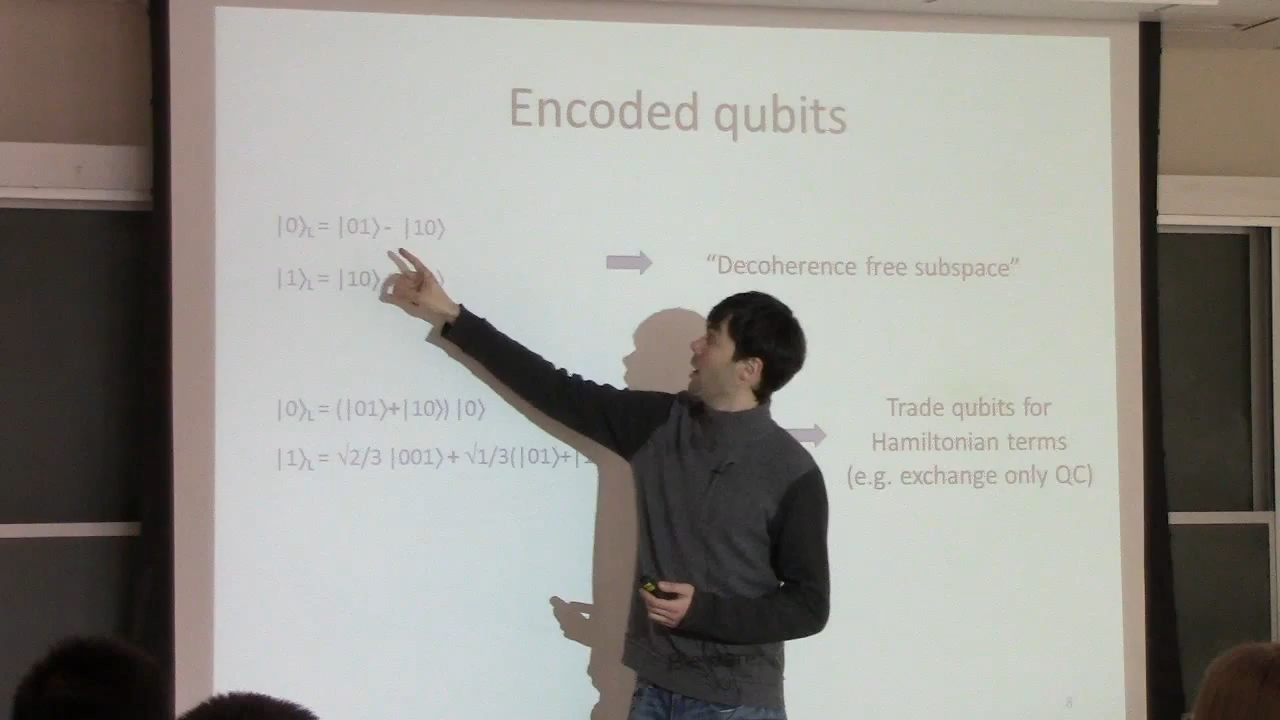 Encoded qubits
|0⟩L = |01⟩ - |10⟩
|1⟩L = |10⟩
"Decoherence free subspace"
|0⟩L = (|01⟩+|10⟩) |0⟩
|1⟩L = √2/3 |001⟩ + √1/3(|01⟩+|
Trade qubits for
Hamiltonian terms
(e.g. exchange only QC)
8